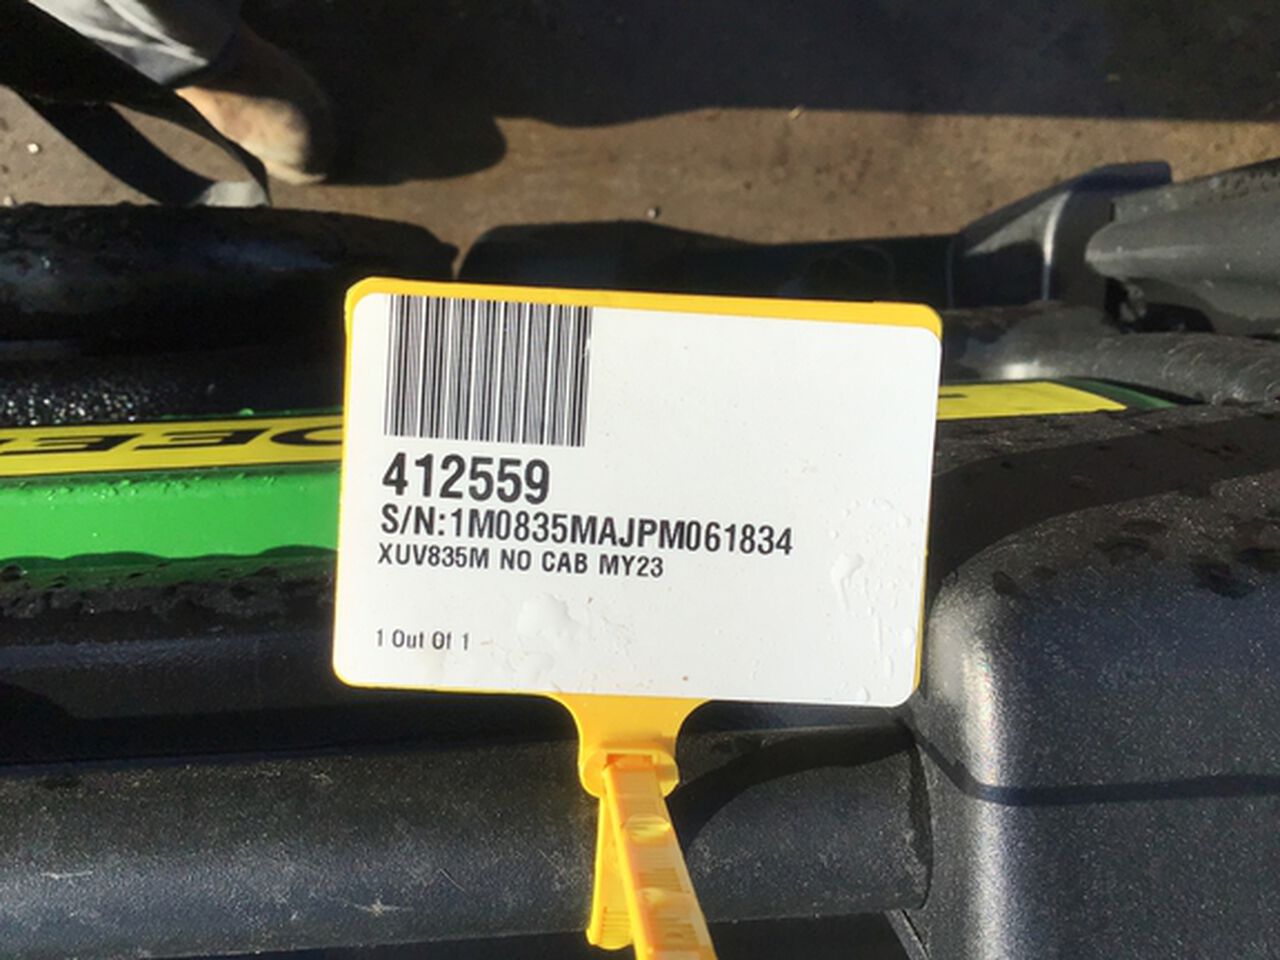 412559
S/N:1M0835MAJPM061834
XUV835M NO CAB MY23
1 Out Of 1